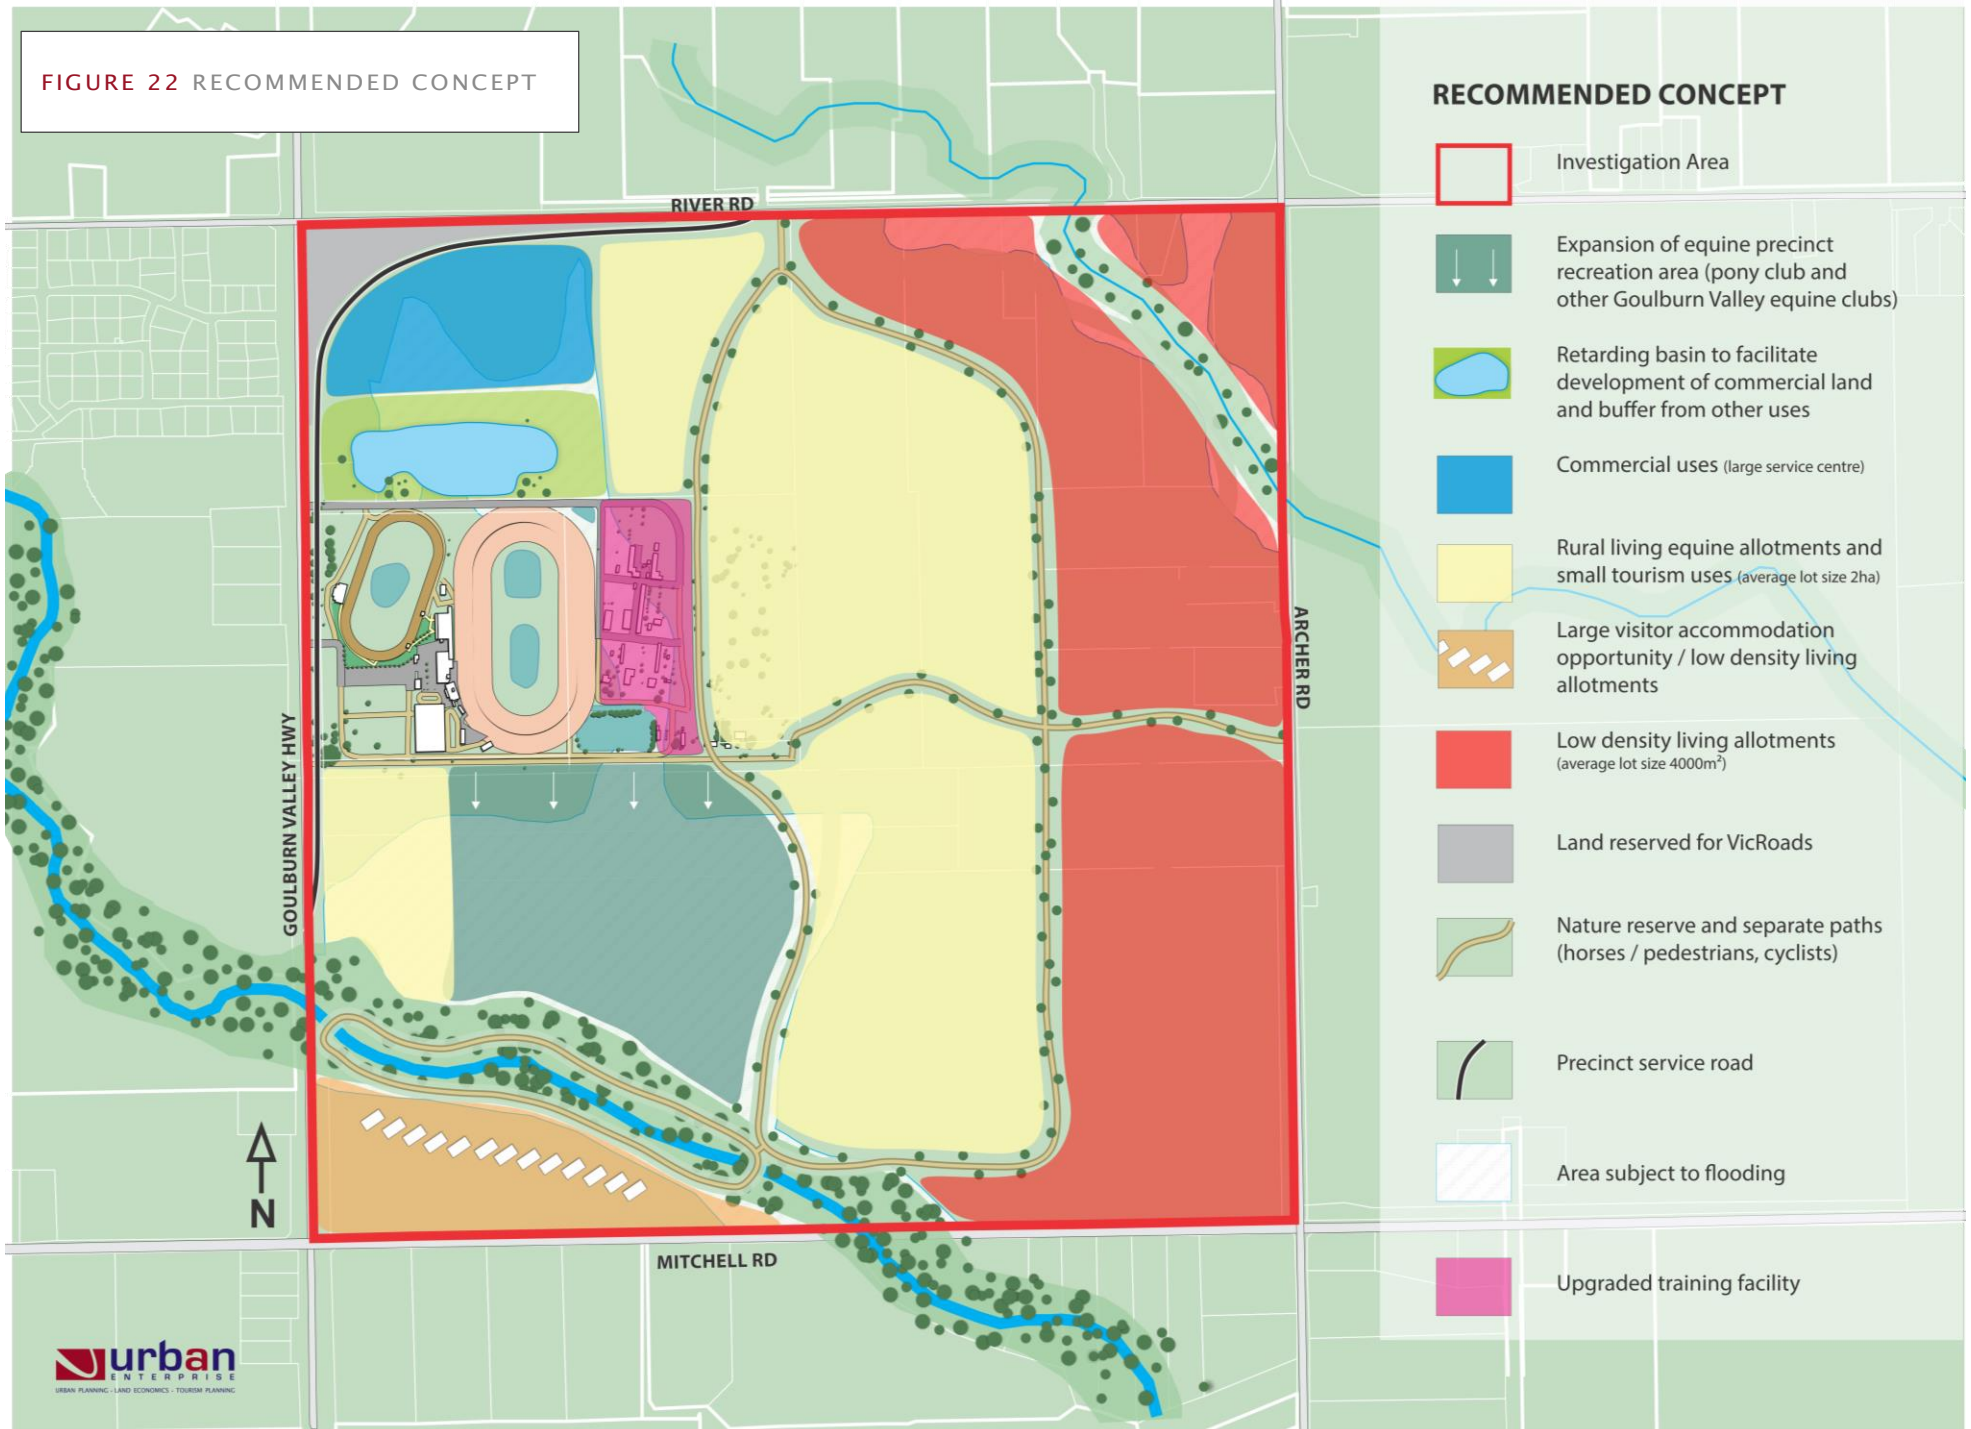 FIGURE 22 RECOMMENDED CONCEPT
RIVER RD
GOULBURN VALLEY HWY
ARCHER RD
MITCHELL RD
N
urban
ENTERPRISE
URBAN PLANNING - LAND ECONOMICS - TOURISM PLANNING
RECOMMENDED CONCEPT
Investigation Area
Expansion of equine precinct
recreation area (pony club and
other Goulburn Valley equine clubs)
Retarding basin to facilitate
development of commercial land
and buffer from other uses
Commercial uses (large service centre)
Rural living equine allotments and
small tourism uses (average lot size 2ha)
Large visitor accommodation
opportunity / low density living
allotments
Low density living allotments
(average lot size 4000m²)
Land reserved for VicRoads
Nature reserve and separate paths
(horses / pedestrians, cyclists)
Precinct service road
Area subject to flooding
Upgraded training facility